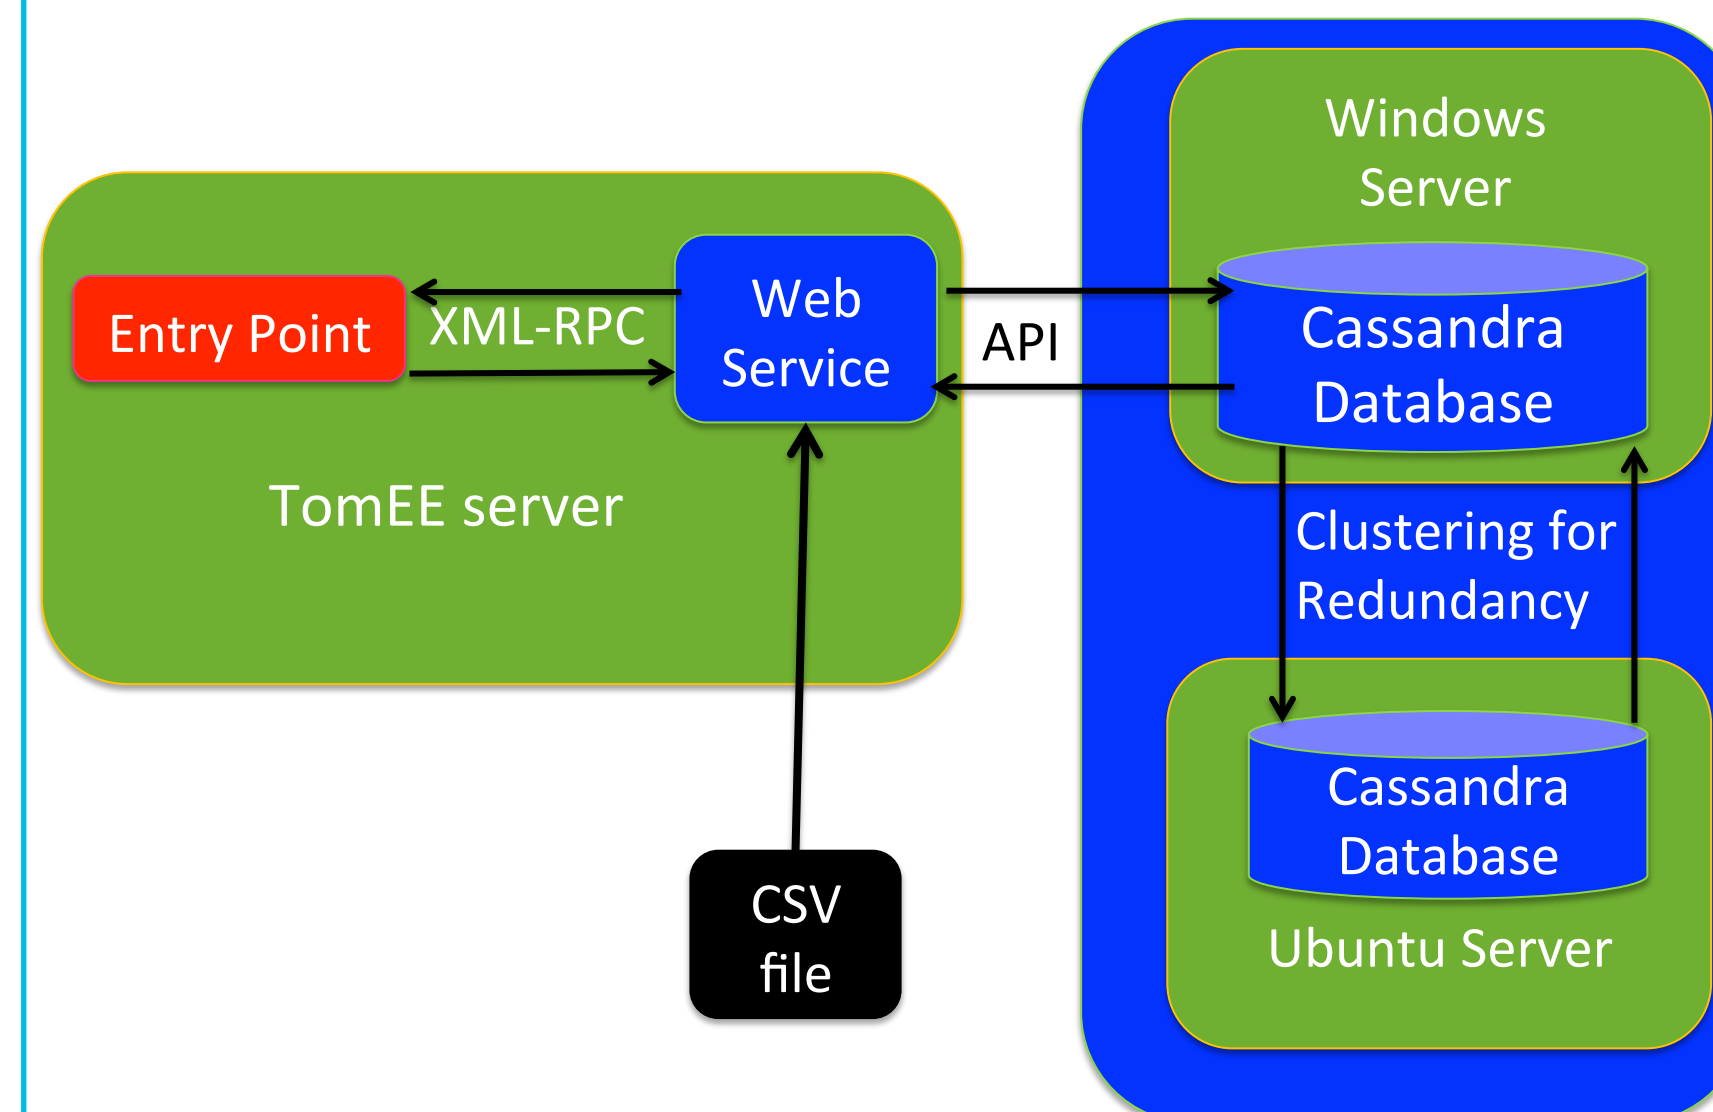 Windows
Server
Entry Point
XML-RPC
Web
Service
API
Cassandra
Database
TomEE server
Clustering for
Redundancy
Cassandra
Database
Ubuntu Server
CSV
file